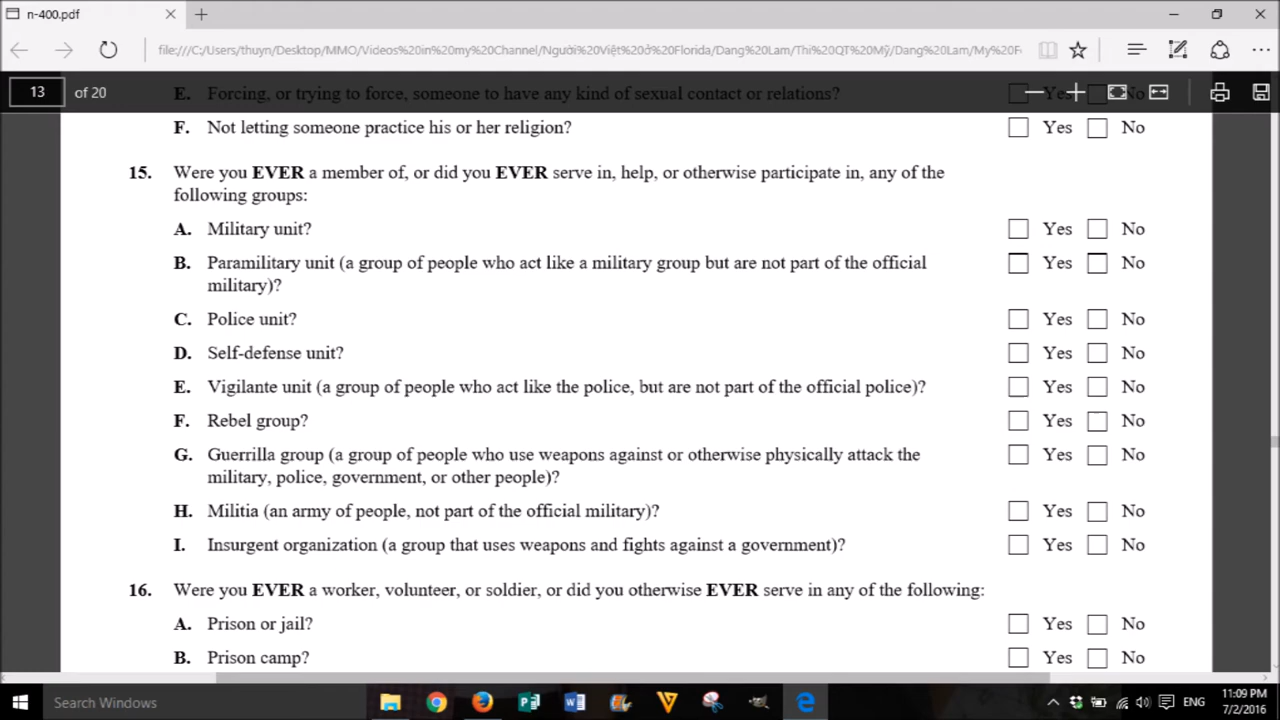 n-400.pdf
file:///C:/Users/thuyn/Desktop/MMO/Videos%20in%20my%20Channel/Người%20Việt%20ở%20Florida/Dang%20Lam/Thi%20QT%20Mỹ/Dang%20Lam/My%20F
13 of 20
E. Forcing, or trying to force, someone to have any kind of sexual contact or relations? Yes No
F. Not letting someone practice his or her religion? Yes No
15. Were you EVER a member of, or did you EVER serve in, help, or otherwise participate in, any of the
following groups:
A. Military unit? Yes No
B. Paramilitary unit (a group of people who act like a military group but are not part of the official Yes No
military)?
C. Police unit? Yes No
D. Self-defense unit? Yes No
E. Vigilante unit (a group of people who act like the police, but are not part of the official police)? Yes No
F. Rebel group? Yes No
G. Guerrilla group (a group of people who use weapons against or otherwise physically attack the Yes No
military, police, government, or other people)?
H. Militia (an army of people, not part of the official military)? Yes No
I. Insurgent organization (a group that uses weapons and fights against a government)? Yes No
16. Were you EVER a worker, volunteer, or soldier, or did you otherwise EVER serve in any of the following:
A. Prison or jail? Yes No
B. Prison camp? Yes No
Search Windows
ENG
11:09 PM
7/2/2016